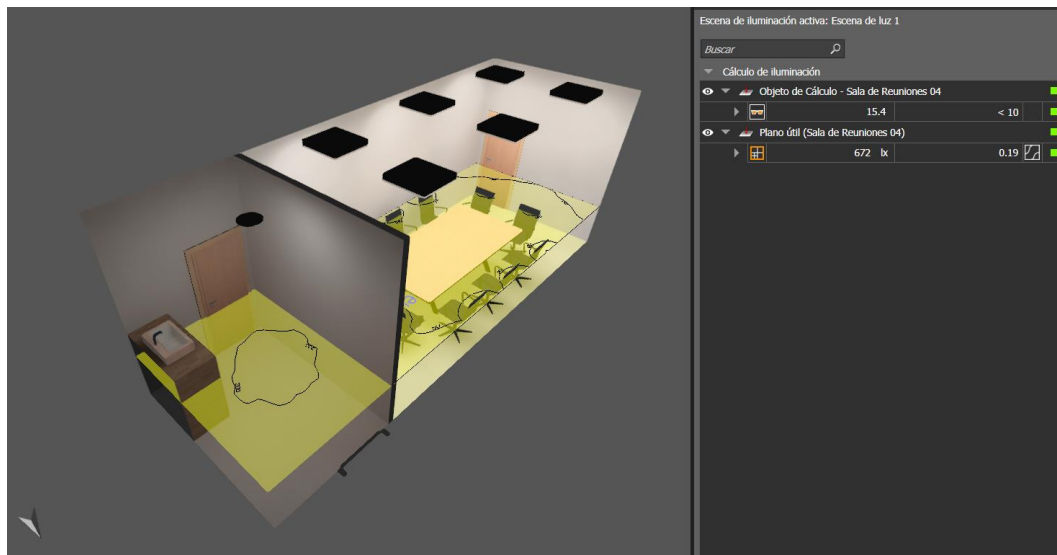 Escena de iluminación activa: Escena de luz 1
Buscar
Cálculo de iluminación
Objeto de Cálculo - Sala de Reuniones 04
15.4 < 10
Plano útil (Sala de Reuniones 04)
672 lx 0.19